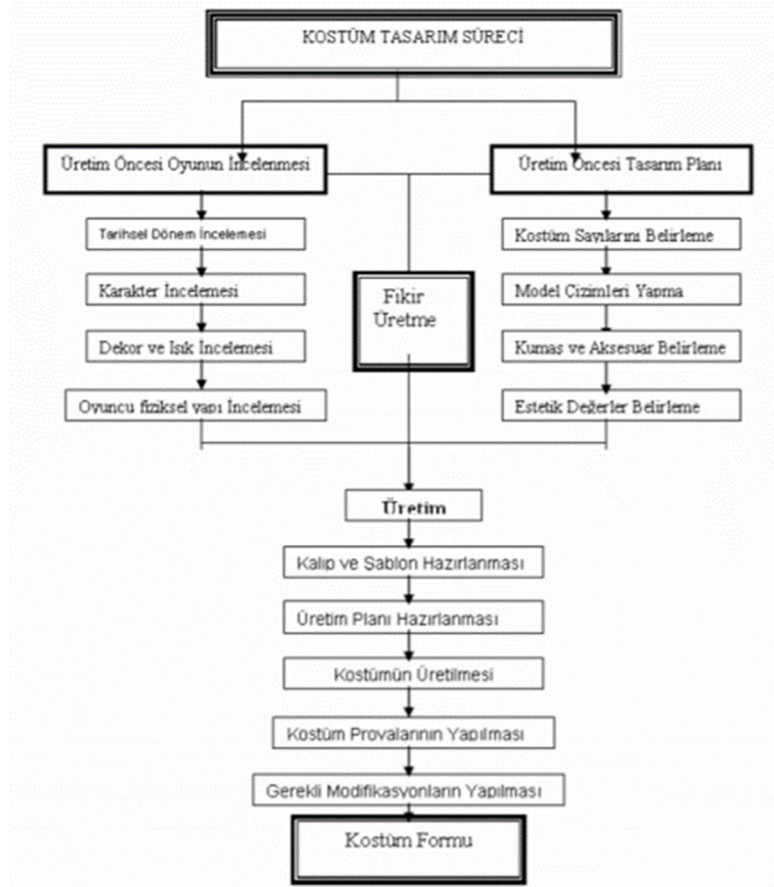 KOSTÜM TASARIM SÜRECİ
Üretim Öncesi Oyunun İncelenmesi
Üretim Öncesi Tasarım Planı
Tarihsel Dönem İncelemesi
Kostüm Sayılarını Belirleme
Karakter İncelemesi
Fikir
Üretme
Model Çizimleri Yapma
Dekor ve Işık İncelemesi
Kumaş ve Aksesuar Belirleme
Oyuncu fiziksel yapı İncelemesi
Estetik Değerler Belirleme
Üretim
Kalıp ve Şablon Hazırlanması
Üretim Planı Hazırlanması
Kostümün Üretilmesi
Kostüm Provalarının Yapılması
Gerekli Modifikasyonların Yapılması
Kostüm Formu